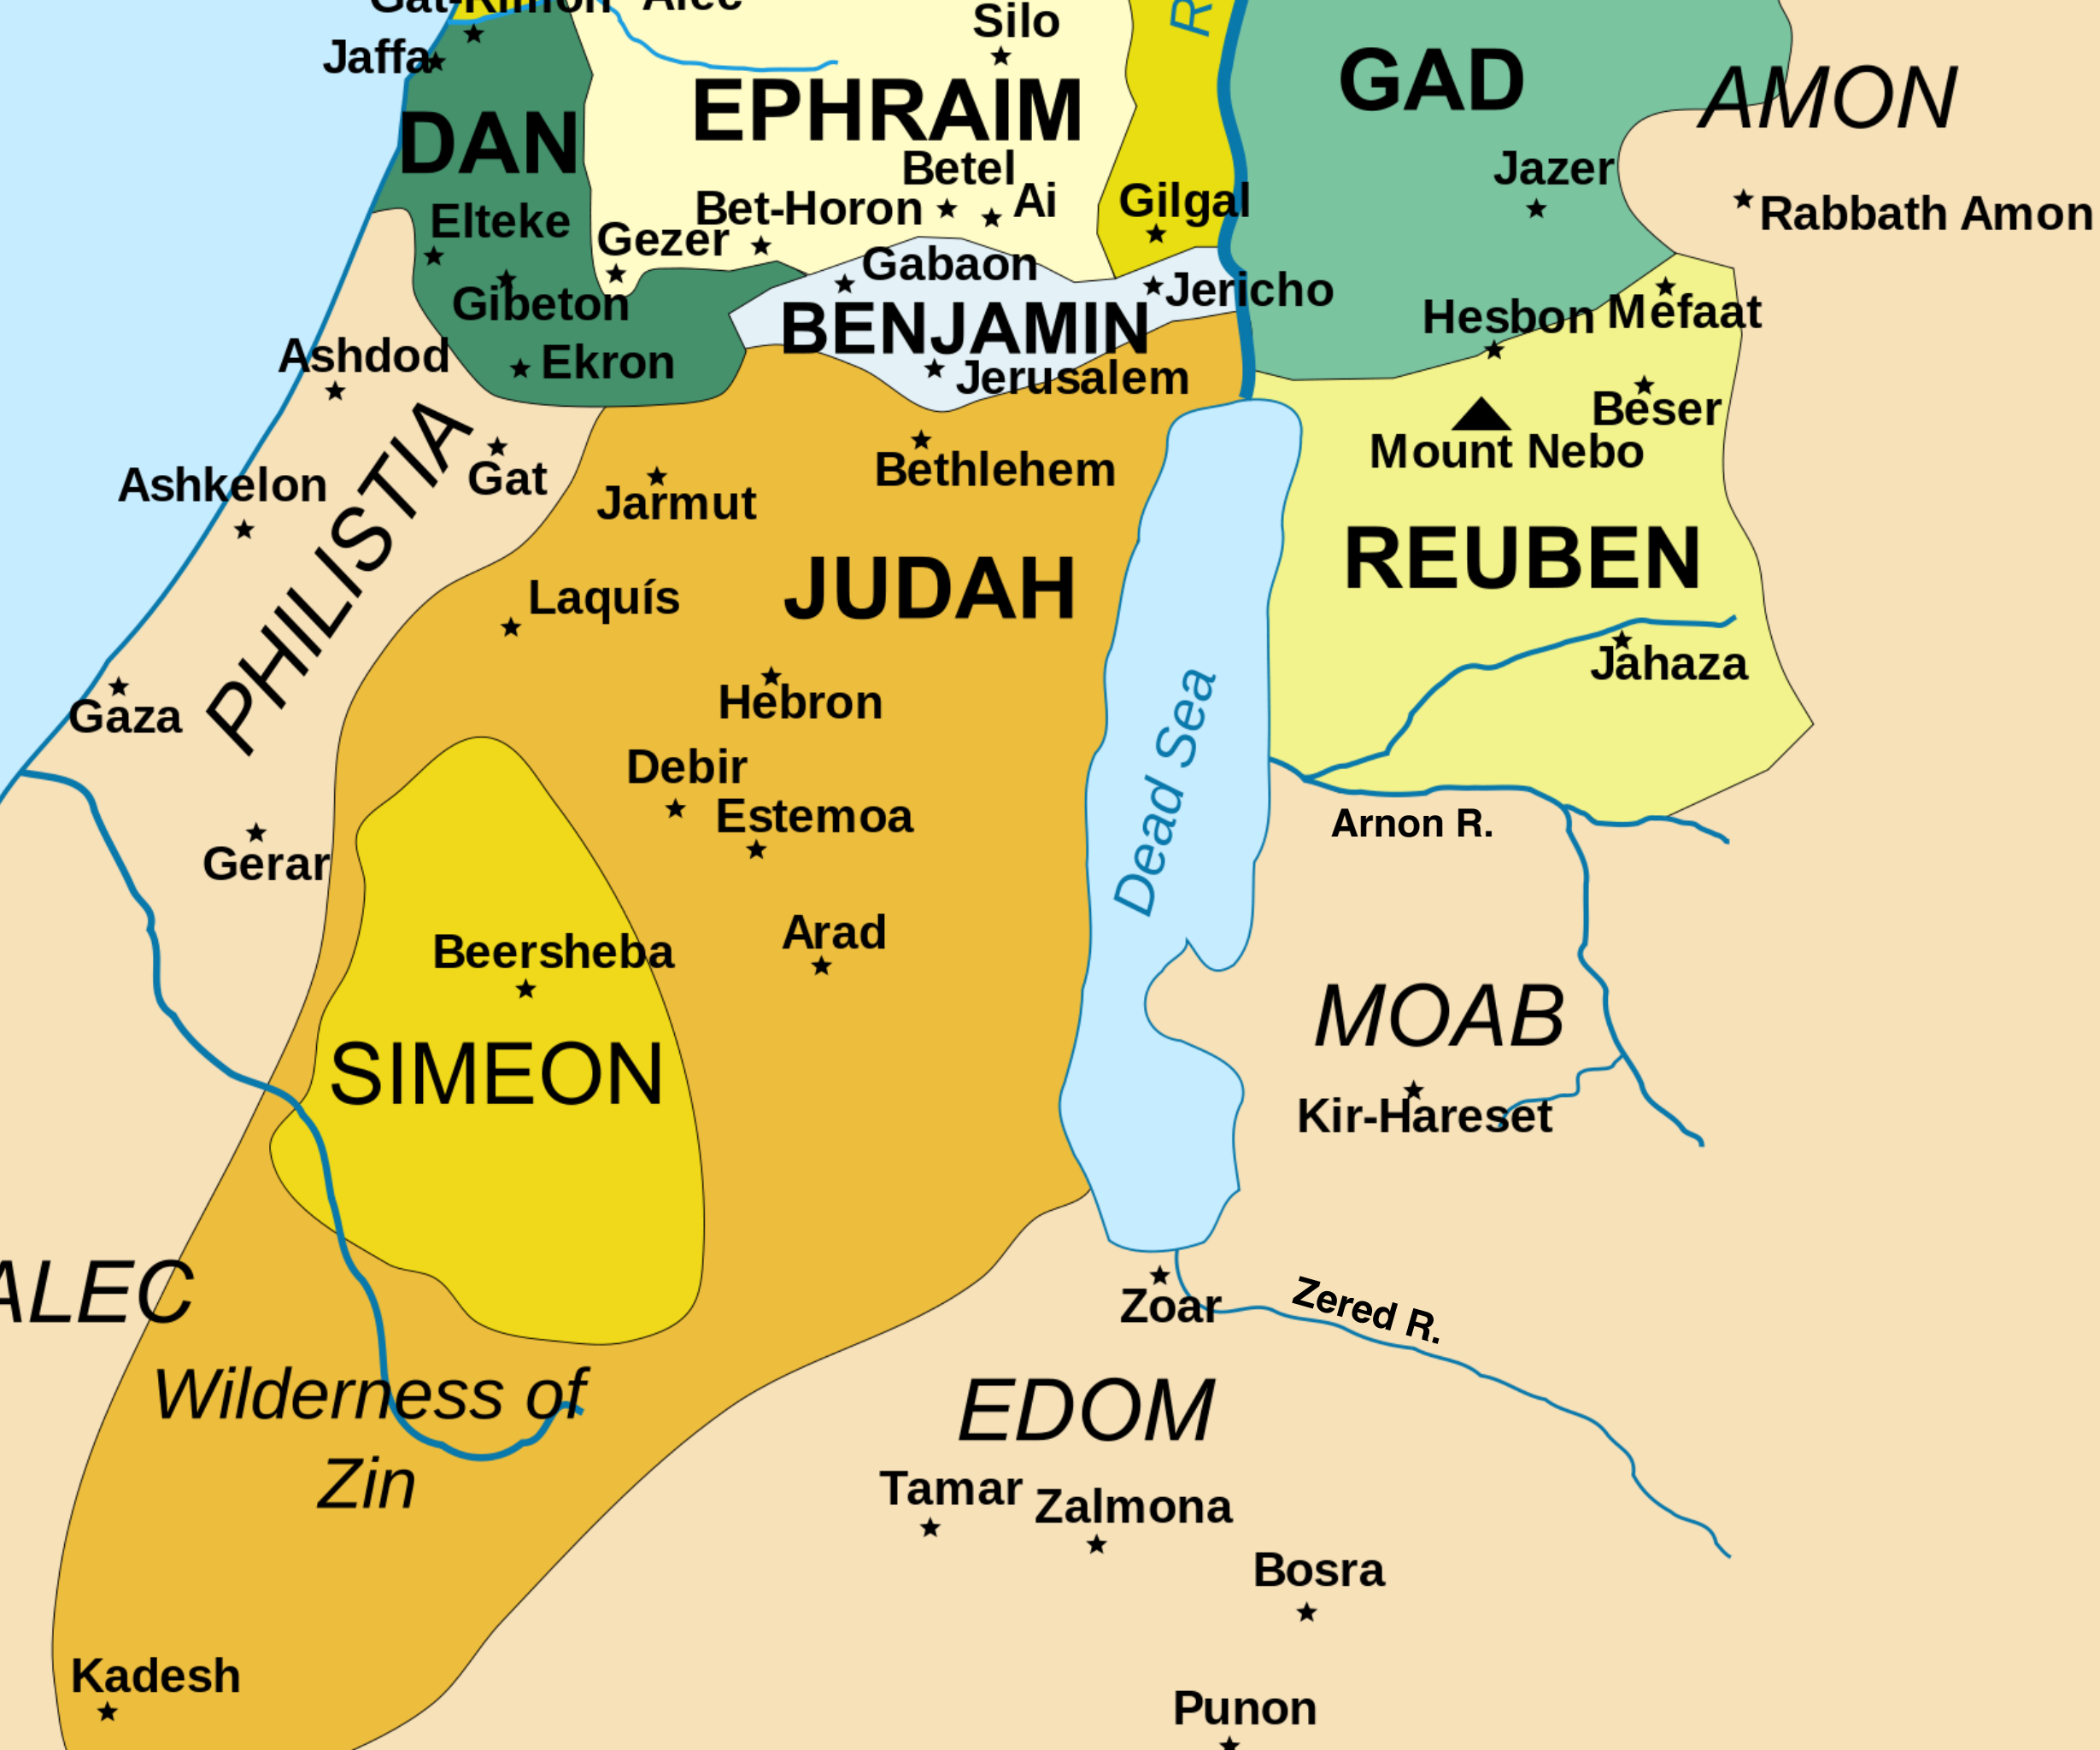 Gat-Rimon
Silo
R
Jaffa
GAD
AMON
EPHRAIM
DAN
Betel
Jazer
Bet-Horon
Ai
Gilgal
Rabbath Amon
Elteke
Gezer
Gabaon
Jericho
Gibeton
BENJAMIN
Hesbon
Mefaat
Ashdod
Ekron
Jerusalem
Beser
Mount Nebo
PHILISTIA
Gat
Bethlehem
Ashkelon
Jarmut
REUBEN
JUDAH
Laquís
Jahaza
Hebron
Gaza
Dead Sea
Debir
Estemoa
Arnon R.
Gerar
Arad
Beersheba
MOAB
SIMEON
Kir-Hareset
ALEC
Zoar
Zered R.
Wilderness of
Zin
EDOM
Tamar
Zalmona
Bosra
Kadesh
Punon